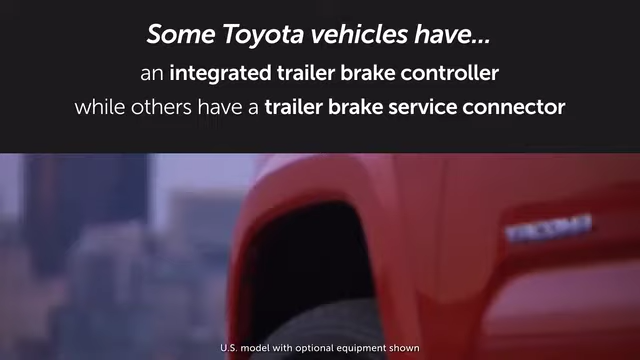 Some Toyota vehicles have...
an integrated trailer brake controller
while others have a trailer brake service connector
TACOMA
U.S. model with optional equipment shown